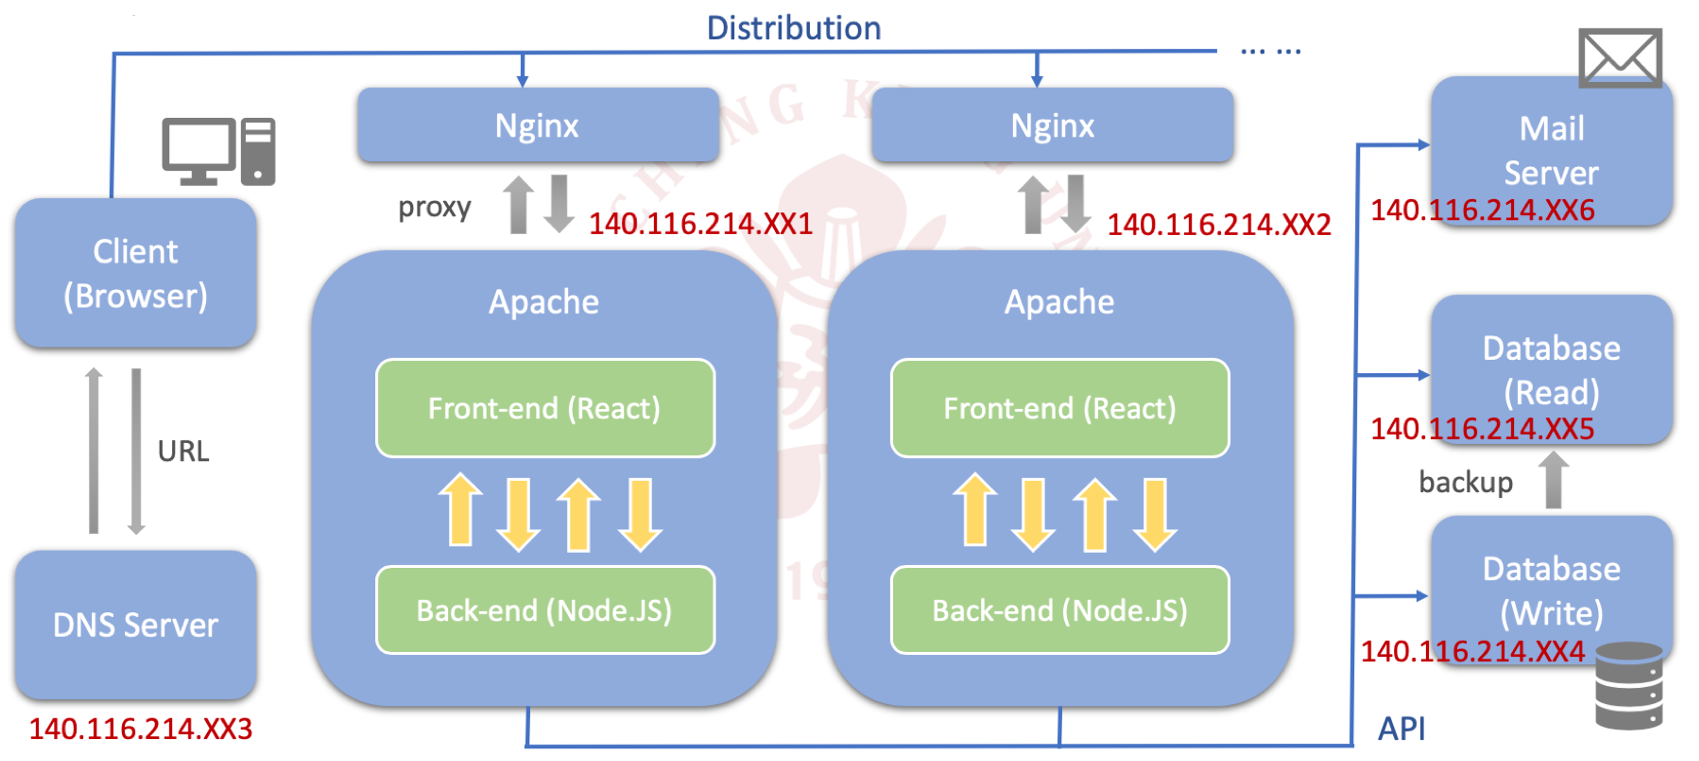 Distribution
... ...
Nginx
Nginx
Mail
Server
140.116.214.XX6
proxy
140.116.214.XX1
140.116.214.XX2
Client
(Browser)
Apache
Apache
Database
(Read)
140.116.214.XX5
Front-end (React)
Front-end (React)
URL
backup
Database
(Write)
140.116.214.XX4
DNS Server
Back-end (Node.JS)
Back-end (Node.JS)
140.116.214.XX3
API